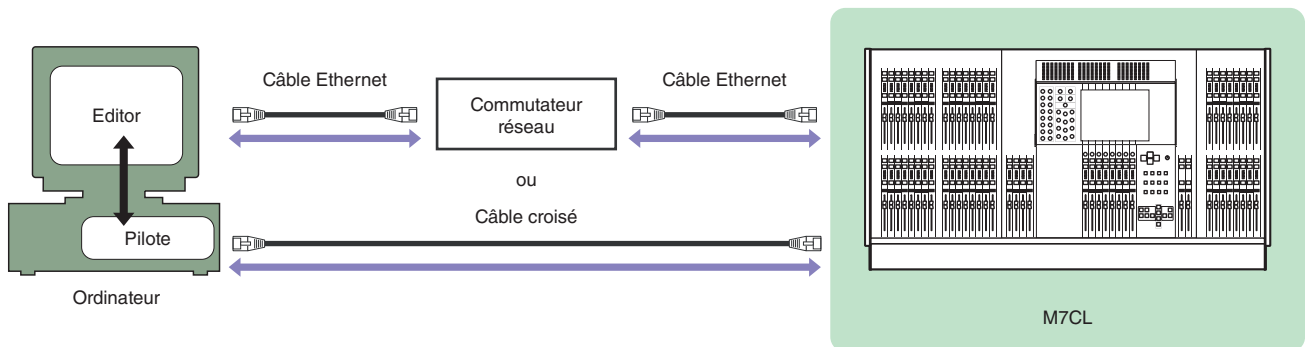 Câble Ethernet
Câble Ethernet
Editor
Commutateur
réseau
ou
Câble croisé
Pilote
Ordinateur
M7CL